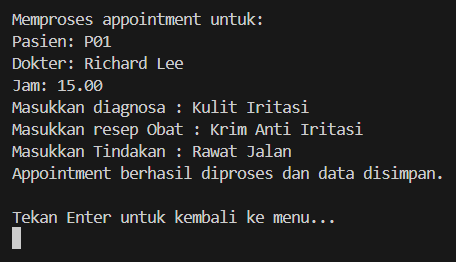 Memproses appointment untuk:
Pasien: P01
Dokter: Richard Lee
Jam: 15.00
Masukkan diagnosa : Kulit Iritasi
Masukkan resep Obat : Krim Anti Iritasi
Masukkan Tindakan : Rawat Jalan
Appointment berhasil diproses dan data disimpan.
Tekan Enter untuk kembali ke menu...